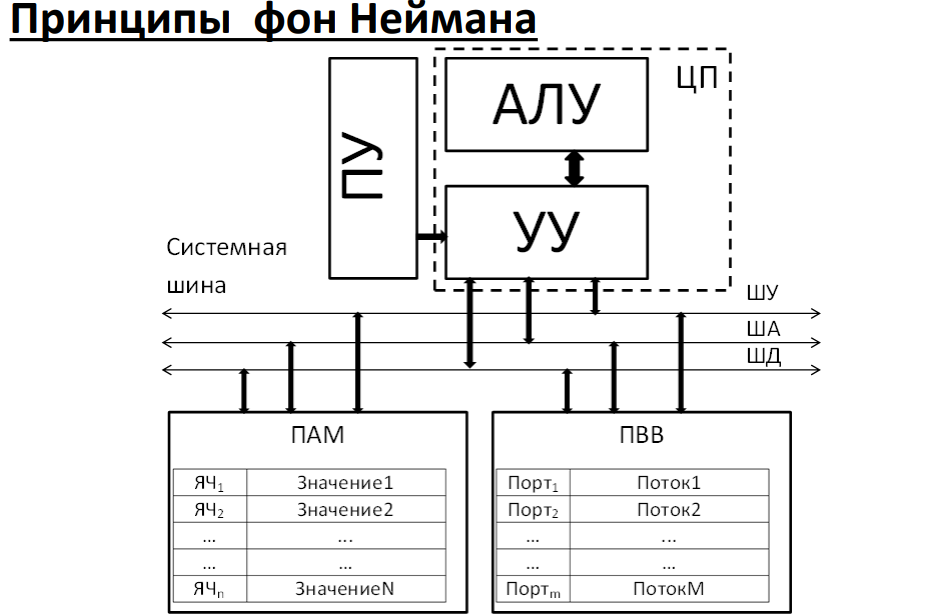 Принципы фон Неймана
ЦП
АЛУ
ПУ
УУ
Системная
шина
ШУ
ША
ШД
ПАМ
ЯЧ1 Значение1
ЯЧ2 Значение2
... ...
... ...
ЯЧn ЗначениеN
ПВВ
Порт1 Поток1
Порт2 Поток2
... ...
... ...
Портm ПотокM